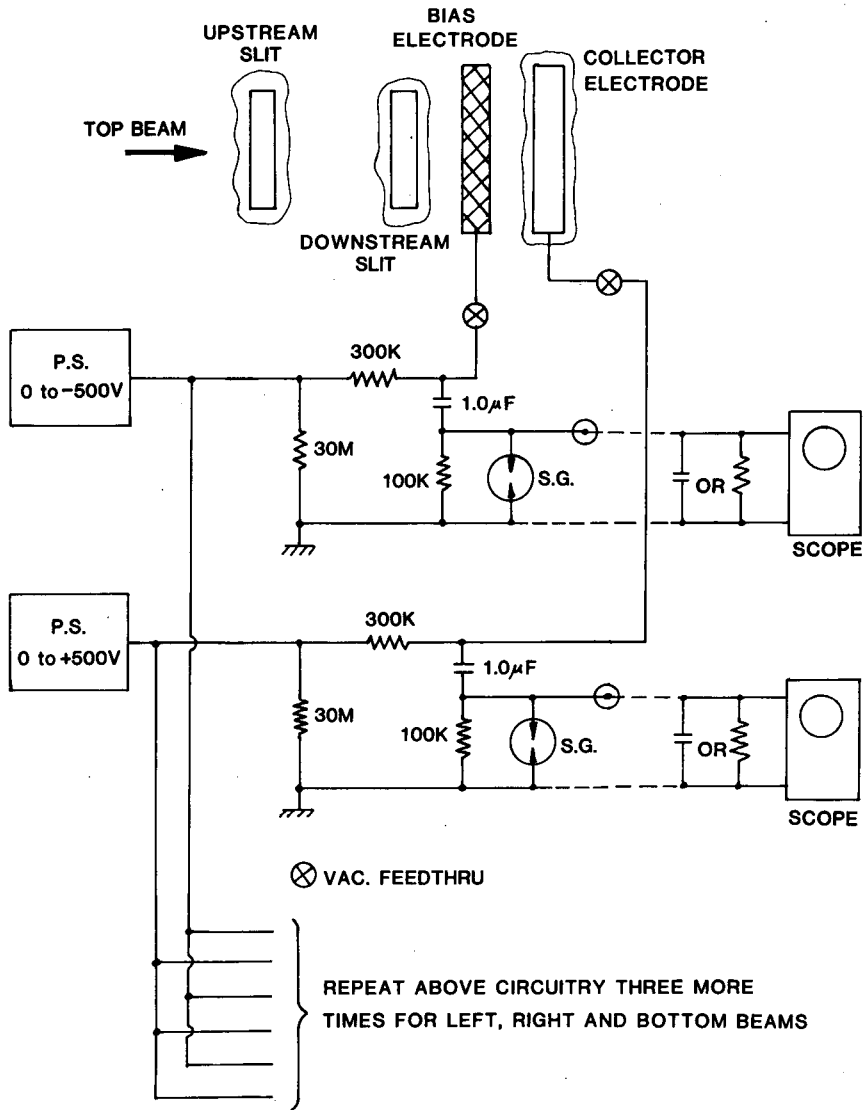 UPSTREAM
SLIT
BIAS
ELECTRODE
COLLECTOR
ELECTRODE
TOP BEAM
DOWNSTREAM
SLIT
P.S.
0 to -500V
300K
1.0μF
30M
100K
S.G.
OR
SCOPE
P.S.
0 to +500V
300K
1.0μF
30M
100K
S.G.
OR
SCOPE
VAC. FEEDTHRU
REPEAT ABOVE CIRCUITRY THREE MORE
TIMES FOR LEFT, RIGHT AND BOTTOM BEAMS